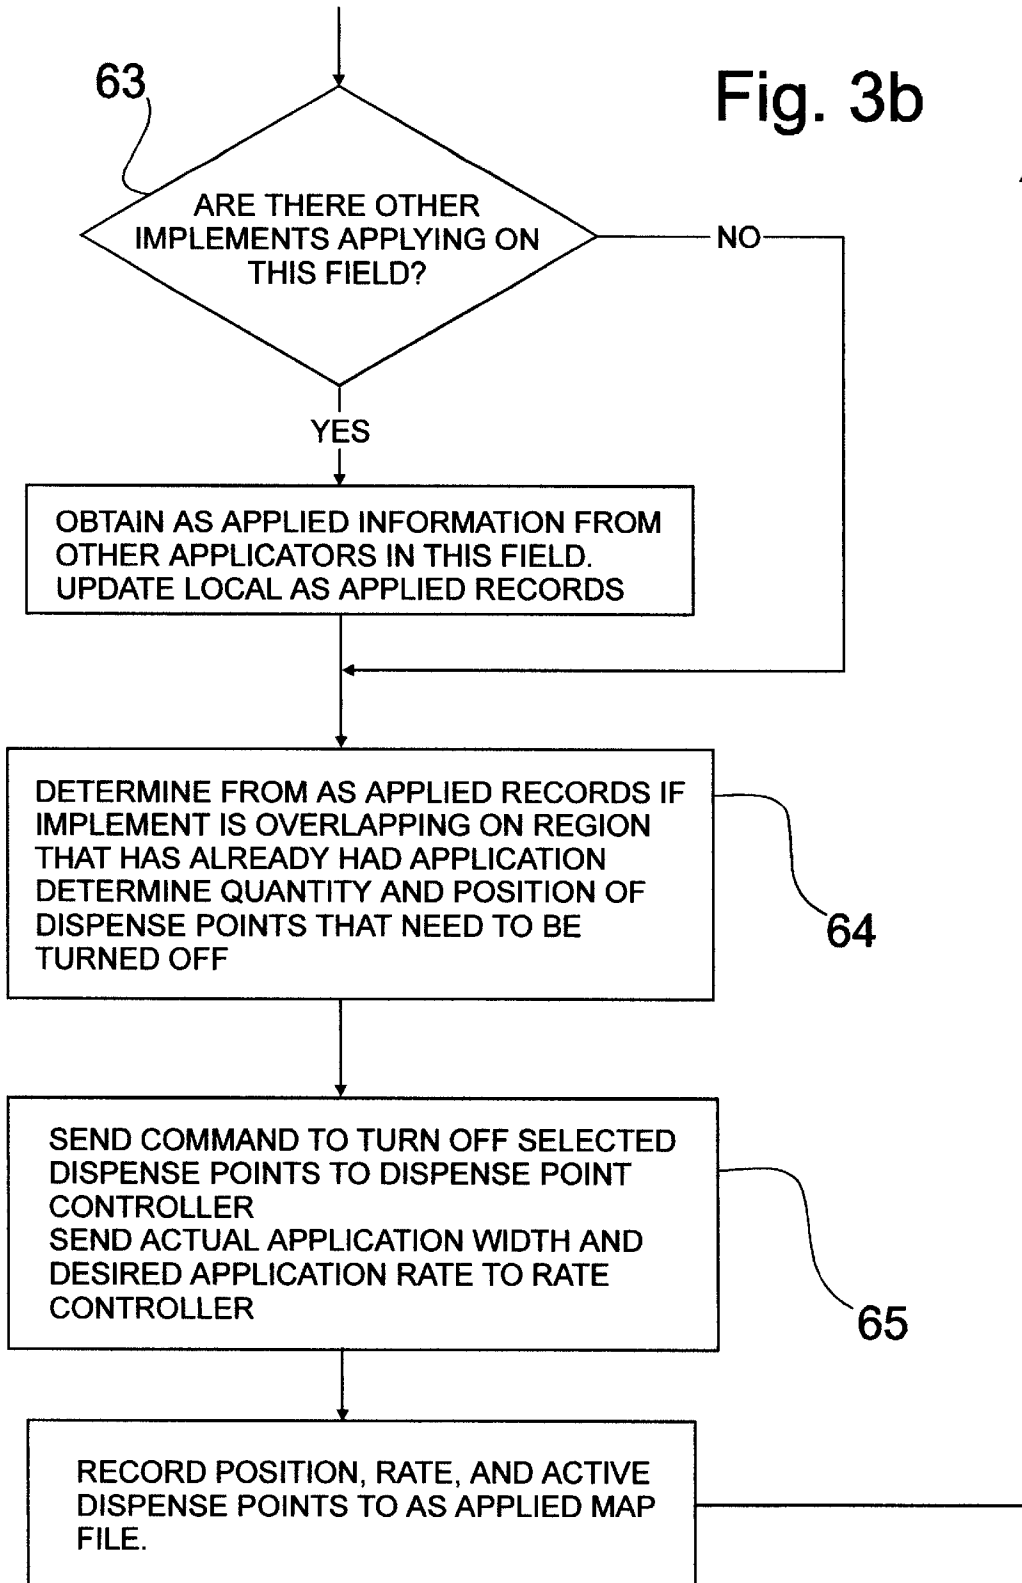 63
Fig. 3b
ARE THERE OTHER
IMPLEMENTS APPLYING ON
THIS FIELD?
NO
YES
OBTAIN AS APPLIED INFORMATION FROM
OTHER APPLICATORS IN THIS FIELD.
UPDATE LOCAL AS APPLIED RECORDS
DETERMINE FROM AS APPLIED RECORDS IF
IMPLEMENT IS OVERLAPPING ON REGION
THAT HAS ALREADY HAD APPLICATION
DETERMINE QUANTITY AND POSITION OF
DISPENSE POINTS THAT NEED TO BE
TURNED OFF
64
SEND COMMAND TO TURN OFF SELECTED
DISPENSE POINTS TO DISPENSE POINT
CONTROLLER
SEND ACTUAL APPLICATION WIDTH AND
DESIRED APPLICATION RATE TO RATE
CONTROLLER
65
RECORD POSITION, RATE, AND ACTIVE
DISPENSE POINTS TO AS APPLIED MAP
FILE.